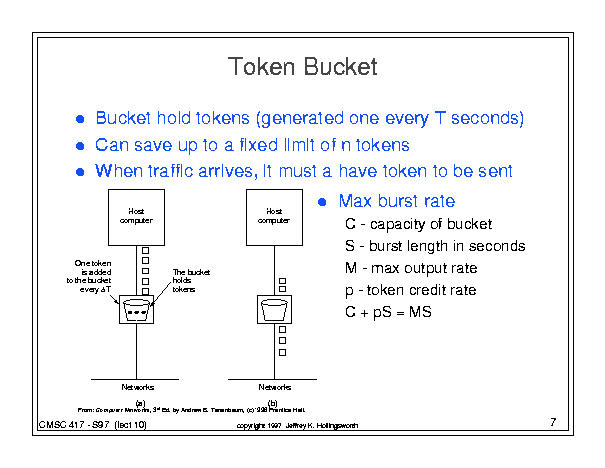 Token Bucket
Bucket hold tokens (generated one every T seconds)
Can save up to a fixed limit of n tokens
When traffic arrives, it must a have token to be sent
Max burst rate
C - capacity of bucket
S - burst length in seconds
M - max output rate
p - token credit rate
C + pS = MS
Host
computer
One token
is added
to the bucket
every ΔT
The bucket
holds
tokens
Networks
(a)
Host
computer
Networks
(b)
From: Computer Networks, 3rd Ed. by Andrew S. Tanenbaum, (c)1996 Prentice Hall.
CMSC 417 - S97 (lect 10)
copyright 1997 Jeffrey K. Hollingsworth
7